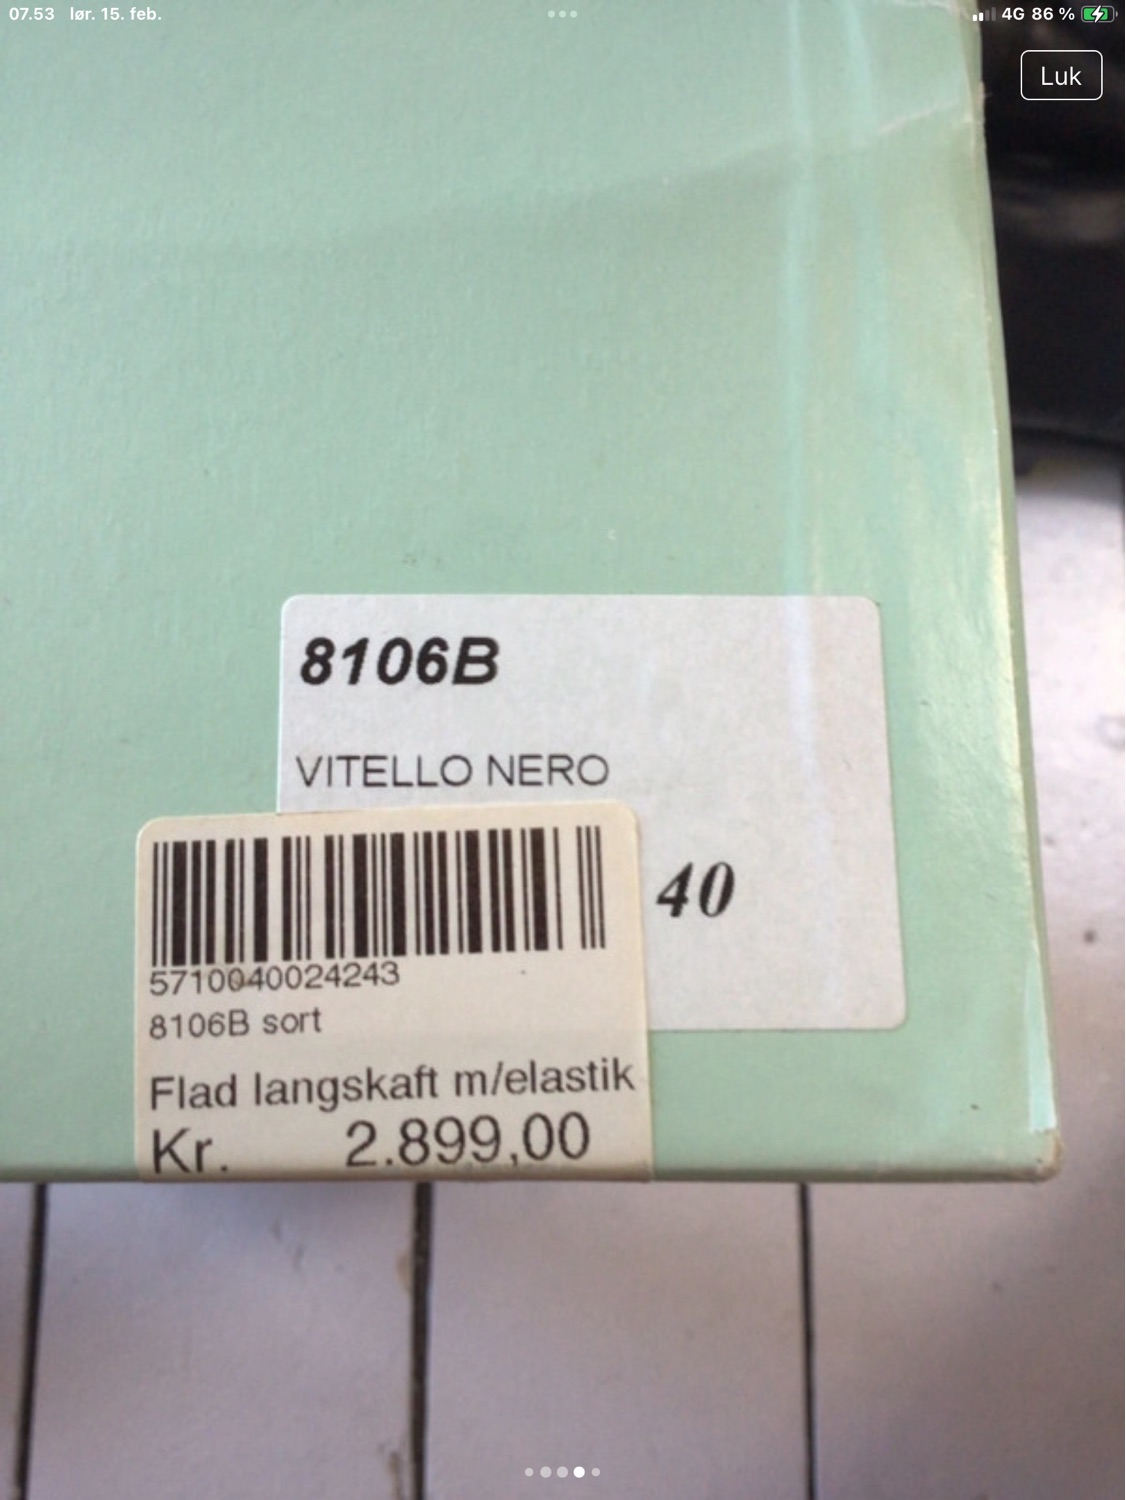 07.53 lør. 15. feb.
4G 86 %
Luk
8106B
VITELLO NERO
40
5710040024243
8106B sort
Flad langskaft m/elastik
Kr. 2.899,00